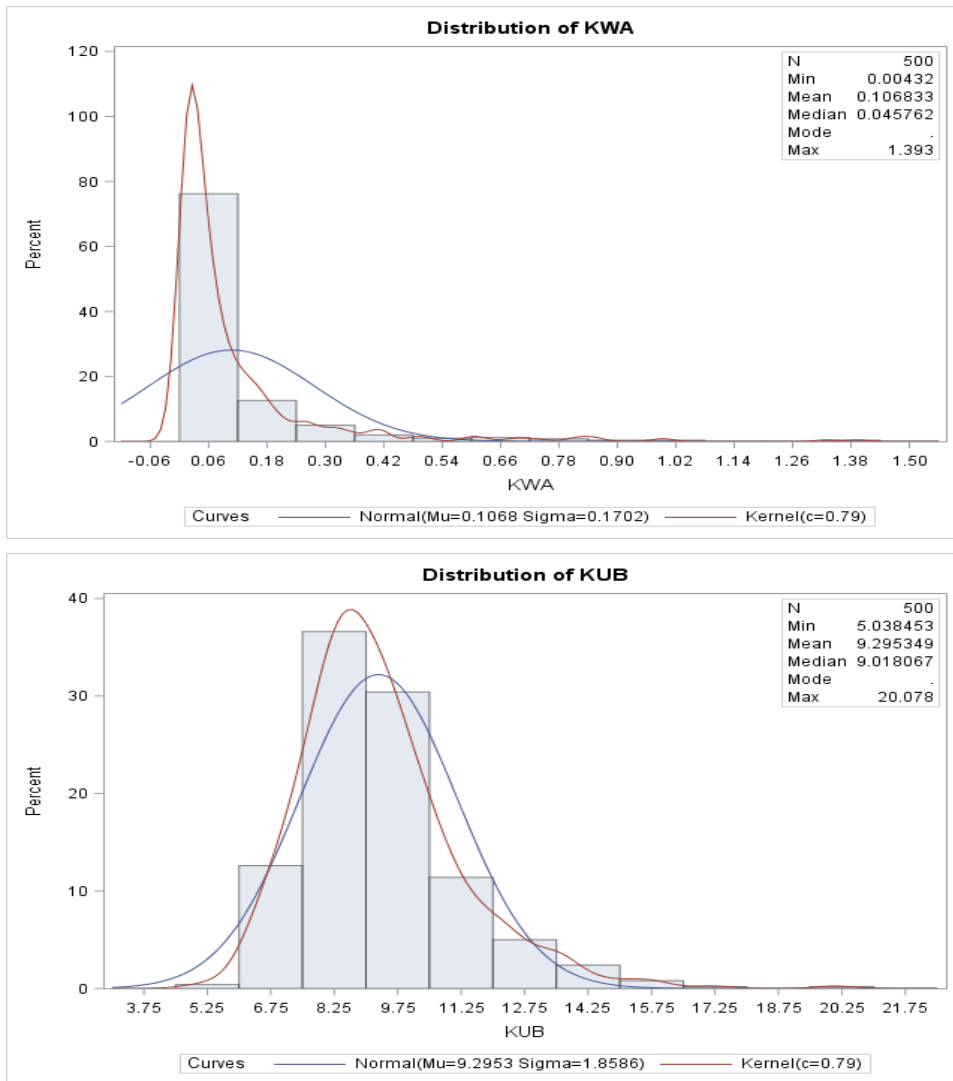 Distribution of KWA
120
100
80
60
40
20
0
Percent
N 500
Min 0.00432
Mean 0.106833
Median 0.045762
Mode .
Max 1.393
-0.06 0.06 0.18 0.30 0.42 0.54 0.66 0.78 0.90 1.02 1.14 1.26 1.38 1.50
KWA
Curves Normal(Mu=0.1068 Sigma=0.1702) Kernel(c=0.79)
Distribution of KUB
40
30
20
10
0
Percent
N 500
Min 5.038453
Mean 9.295349
Median 9.018067
Mode .
Max 20.078
3.75 5.25 6.75 8.25 9.75 11.25 12.75 14.25 15.75 17.25 18.75 20.25 21.75
KUB
Curves Normal(Mu=9.2953 Sigma=1.8586) Kernel(c=0.79)